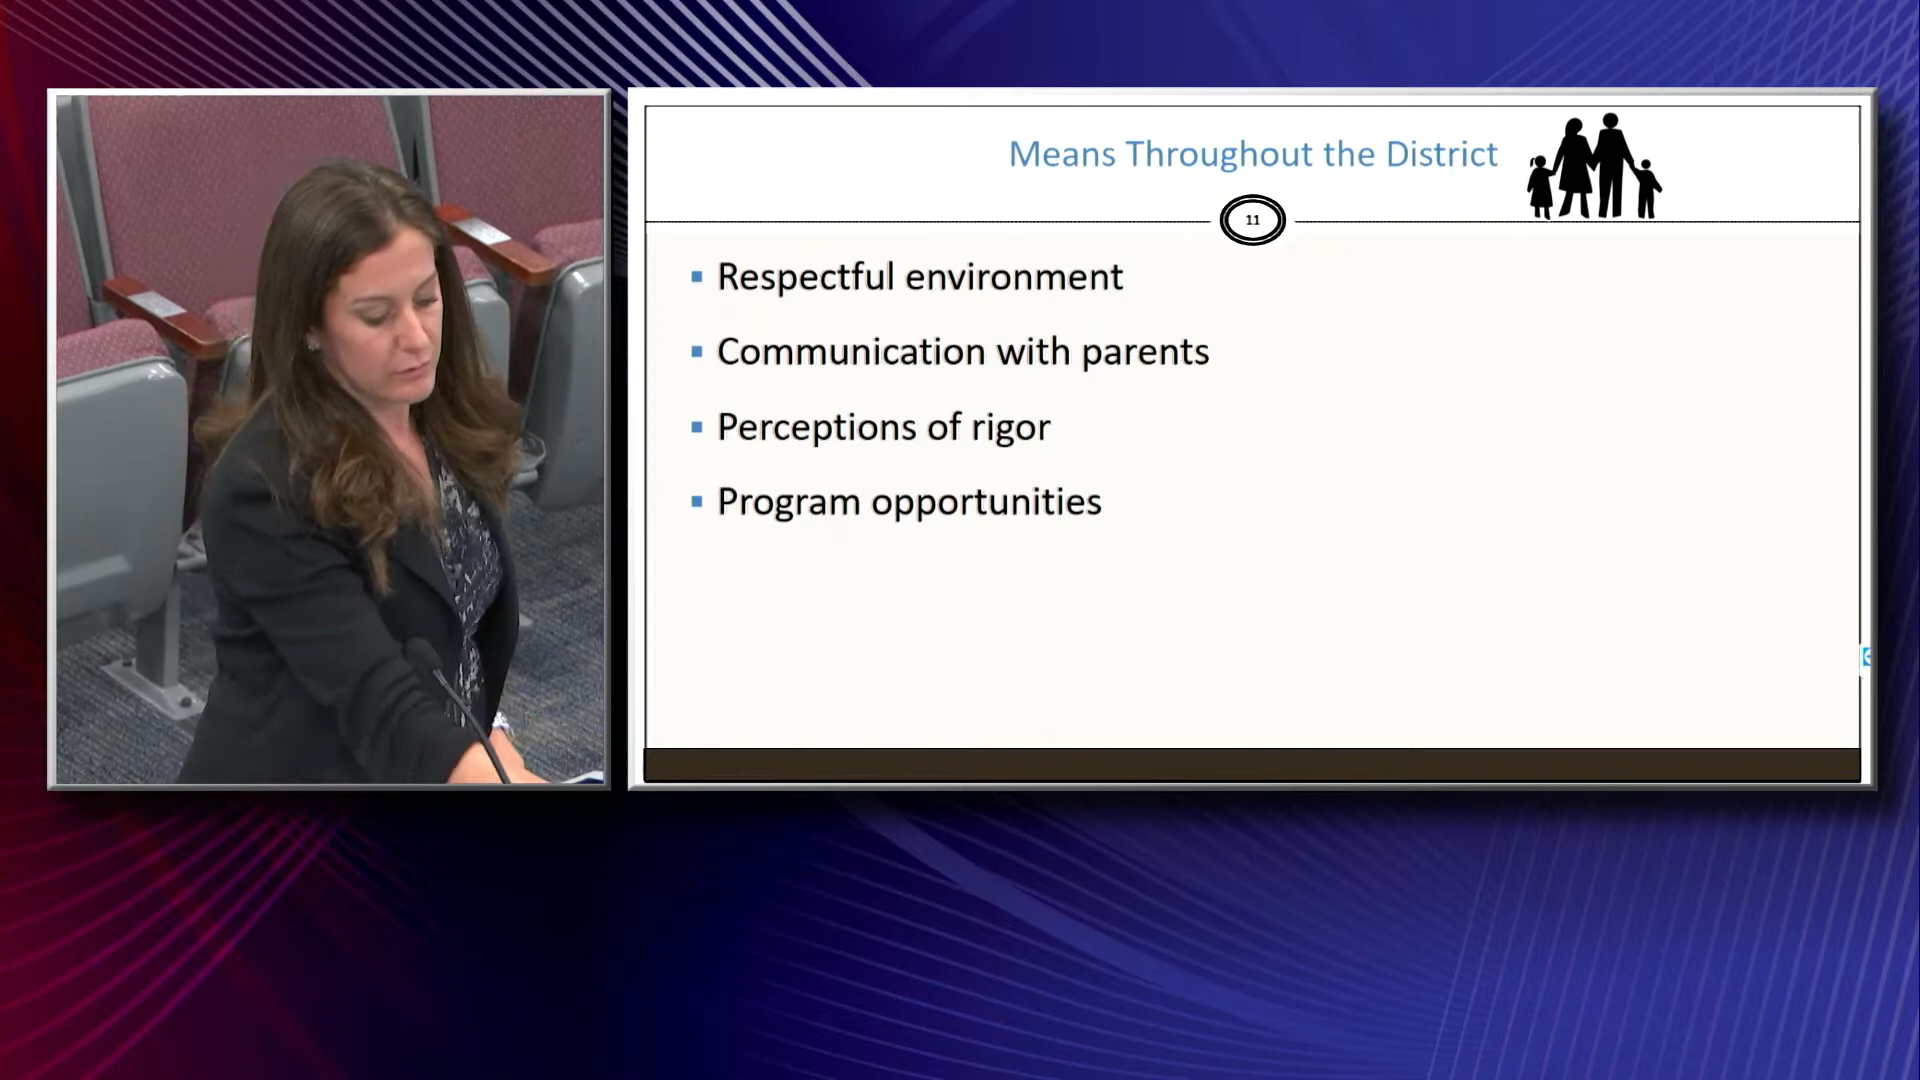 Means Throughout the District
11
Respectful environment
Communication with parents
Perceptions of rigor
Program opportunities